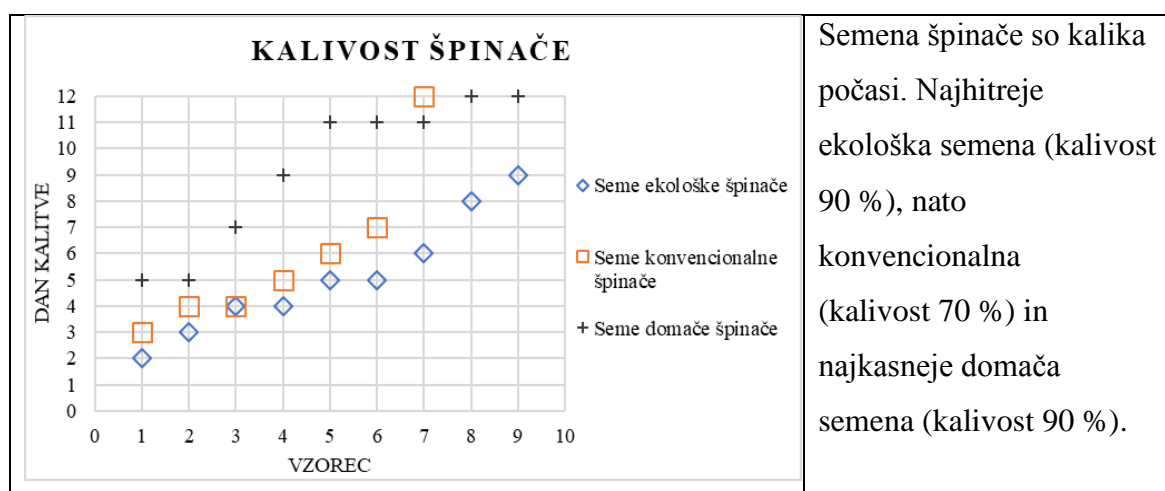 KALIVOST ŠPINAČE
12
11
10
9
8
7
6
5
4
3
2
1
0
DAN KALITVE
0 1 2 3 4 5 6 7 8 9 10
VZOREC
Seme ekološke špinače
Seme konvencionalne
špinače
Seme domače špinače
Semena špinače so kalika
počasi. Najhitreje
ekološka semena (kalivost
90 %), nato
konvencionalna
(kalivost 70 %) in
najkasneje domača
semena (kalivost 90 %).